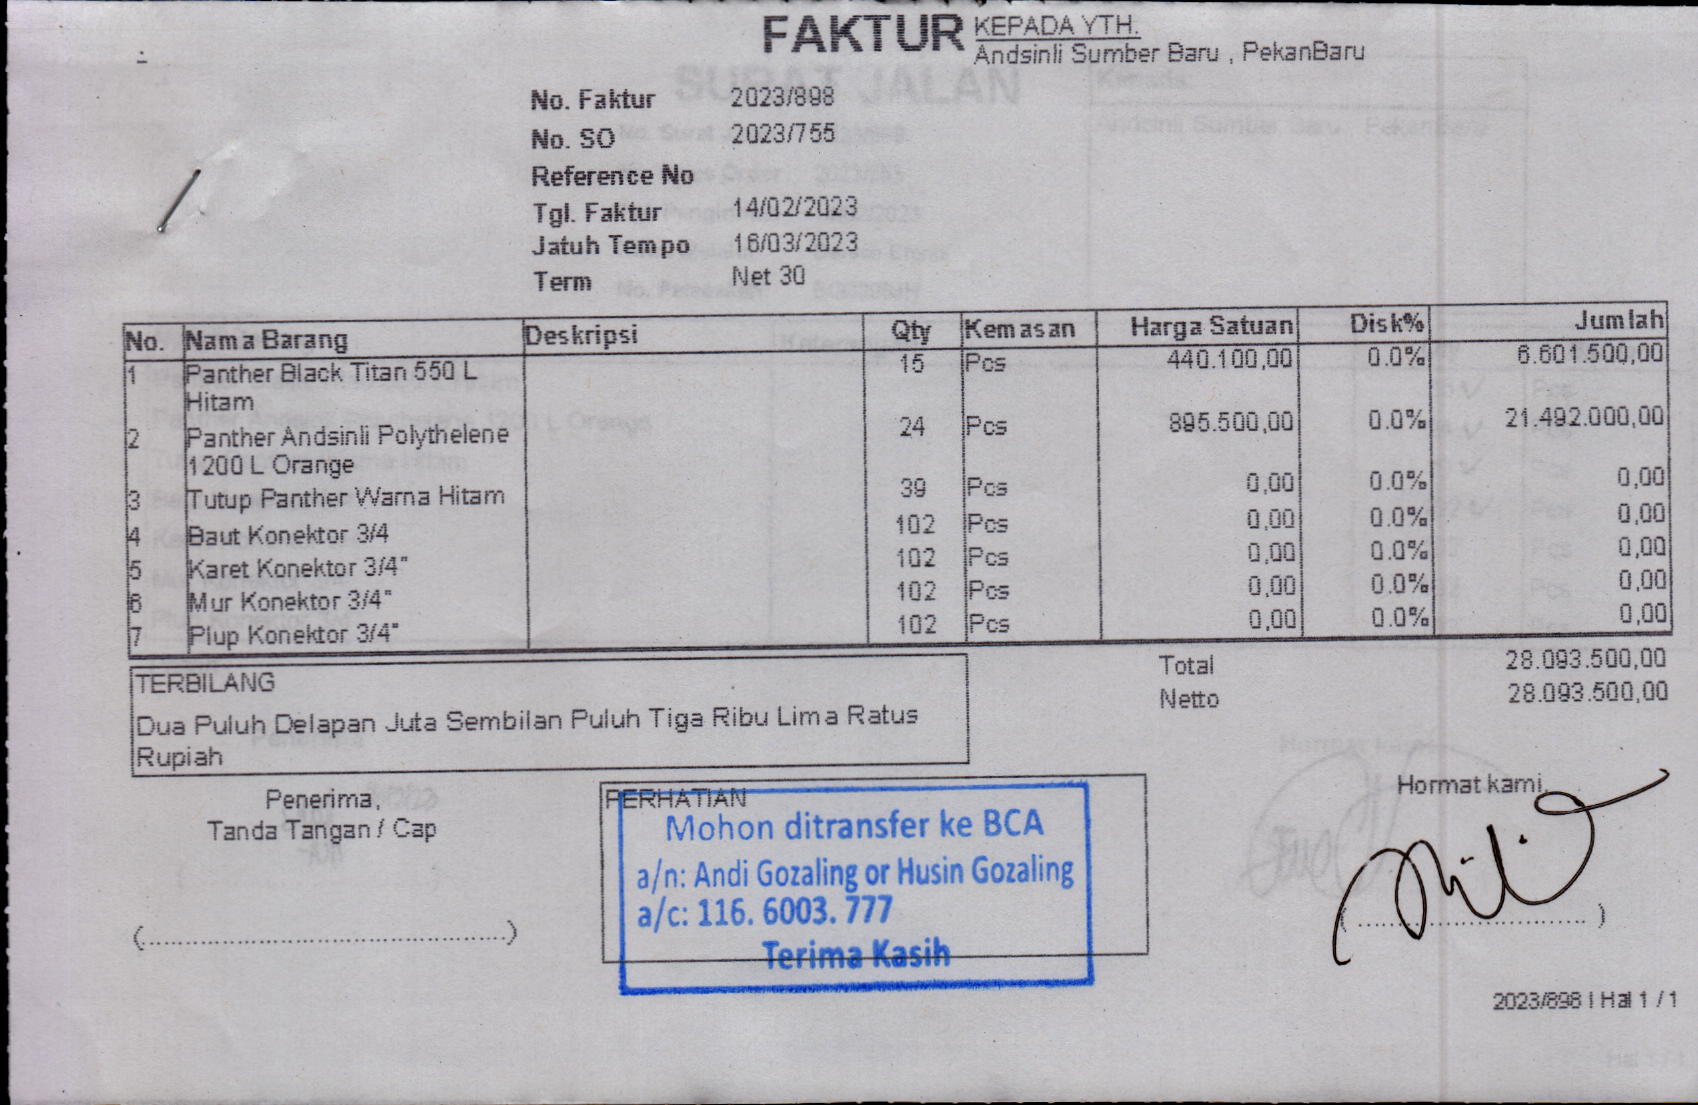 FAKTUR
KEPADA YTH.
Andsinli Sumber Baru , PekanBaru
No. Faktur 2023/898
No. SO 2023/755
Reference No
Tgl. Faktur 14/02/2023
Jatuh Tempo 16/03/2023
Term Net 30
No. Nama Barang Deskripsi Qty Kemasan Harga Satuan Disk% Jumlah
1 Panther Black Titan 550 L 15 Pcs 440.100,00 0.0% 6.601.500,00
Hitam
2 Panther Andsinli Polythelene 24 Pcs 895.500,00 0.0% 21.492.000,00
1200 L Orange
3 Tutup Panther Warna Hitam 39 Pcs 0,00 0.0% 0,00
4 Baut Konektor 3/4 102 Pcs 0,00 0.0% 0,00
5 Karet Konektor 3/4" 102 Pcs 0,00 0.0% 0,00
6 Mur Konektor 3/4" 102 Pcs 0,00 0.0% 0,00
7 Plup Konektor 3/4" 102 Pcs 0,00 0.0% 0,00
Total 28.093.500,00
Netto 28.093.500,00
TERBILANG
Dua Puluh Delapan Juta Sembilan Puluh Tiga Ribu Lima Ratus
Rupiah
Penerima,
Tanda Tangan / Cap
(................................................)
PERHATIAN
Mohon ditransfer ke BCA
a/n: Andi Gozaling or Husin Gozaling
a/c: 116. 6003. 777
Terima Kasih
Hormat kami,
(..............................)
2023/898 | Hal 1 / 1